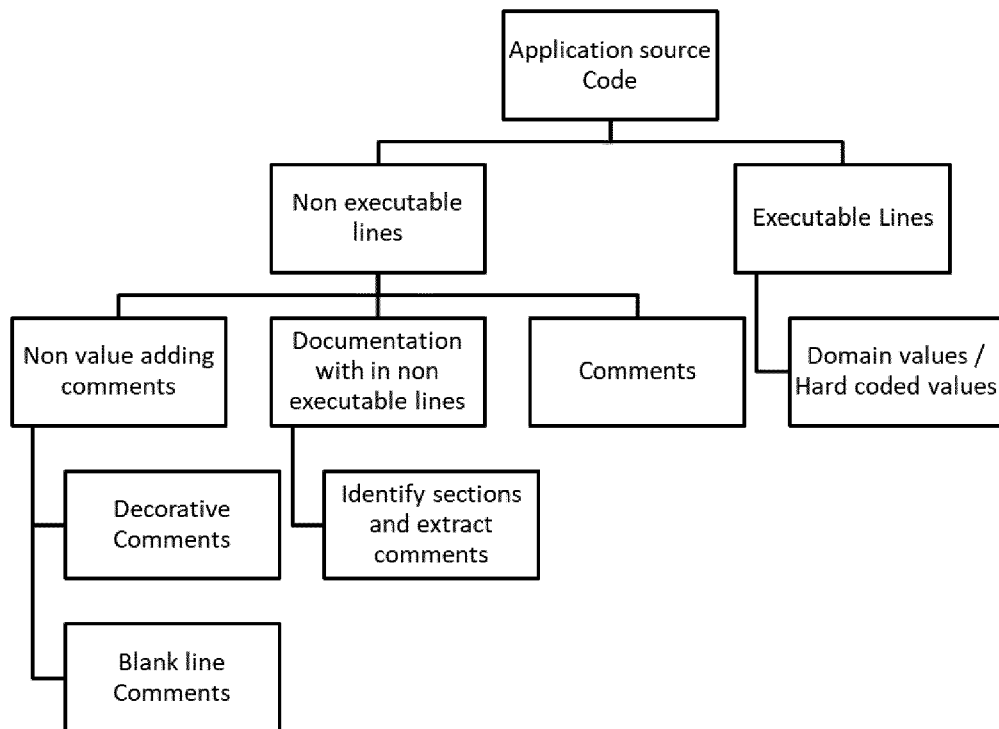 Application source
Code
Non executable
lines
Executable Lines
Non value adding
comments
Documentation
with in non
executable lines
Comments
Domain values /
Hard coded values
Decorative
Comments
Identify sections
and extract
comments
Blank line
Comments